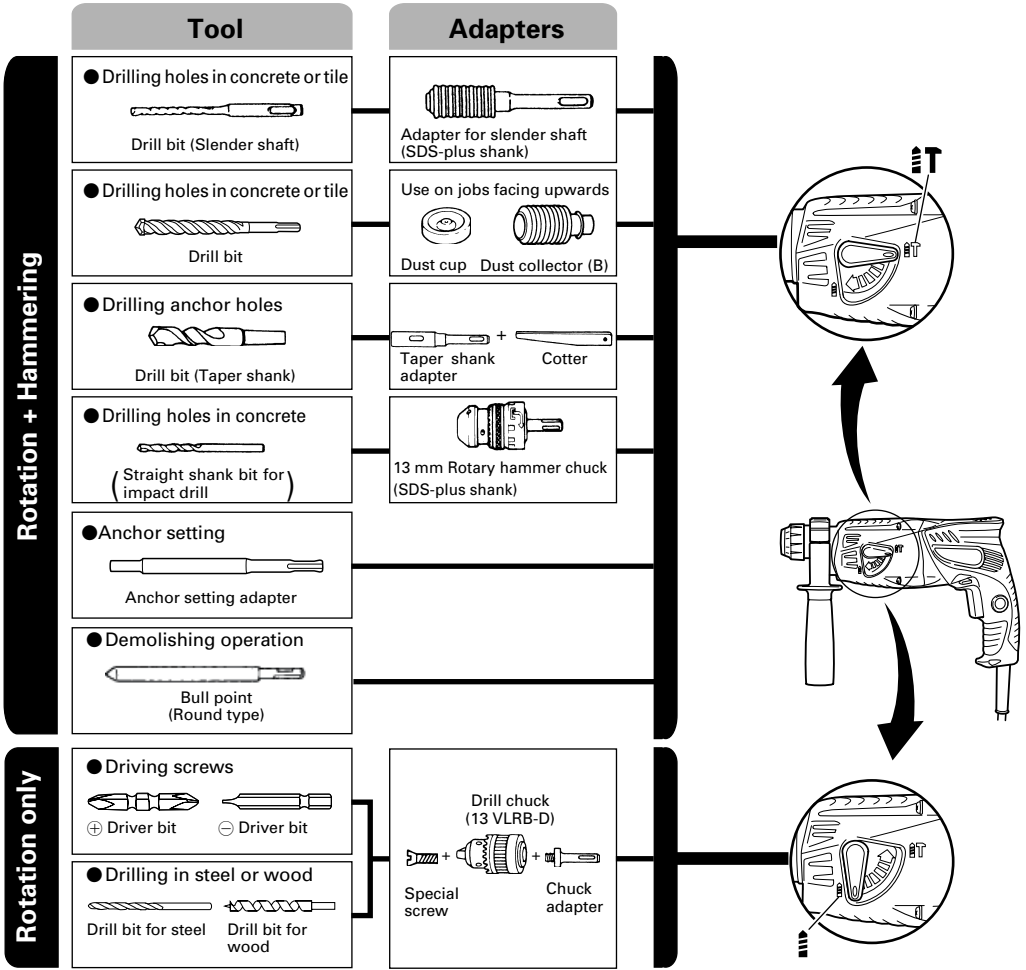 Tool
Adapters
Rotation + Hammering
● Drilling holes in concrete or tile
Drill bit (Slender shaft)
Adapter for slender shaft
(SDS-plus shank)
● Drilling holes in concrete or tile
Drill bit
Use on jobs facing upwards
Dust cup
Dust collector (B)
● Drilling anchor holes
Drill bit (Taper shank)
+
Taper shank
adapter
Cotter
● Drilling holes in concrete
(Straight shank bit for
impact drill)
13 mm Rotary hammer chuck
(SDS-plus shank)
●Anchor setting
Anchor setting adapter
● Demolishing operation
Bull point
(Round type)
Rotation only
● Driving screws
⊕ Driver bit
⊖ Driver bit
● Drilling in steel or wood
Drill bit for steel
Drill bit for
wood
Drill chuck
(13 VLRB-D)
+ +
Special
screw
Chuck
adapter